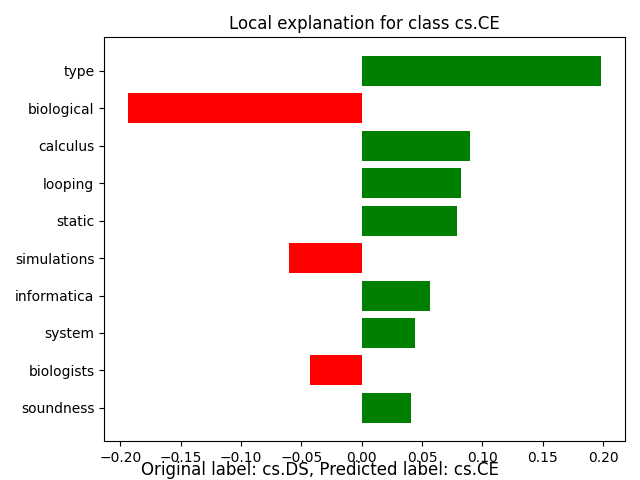 Local explanation for class cs.CE
type
biological
calculus
looping
static
simulations
informatica
system
biologists
soundness
−0.20 −0.15 −0.10 −0.05 0.00 0.05 0.10 0.15 0.20
Original label: cs.DS, Predicted label: cs.CE